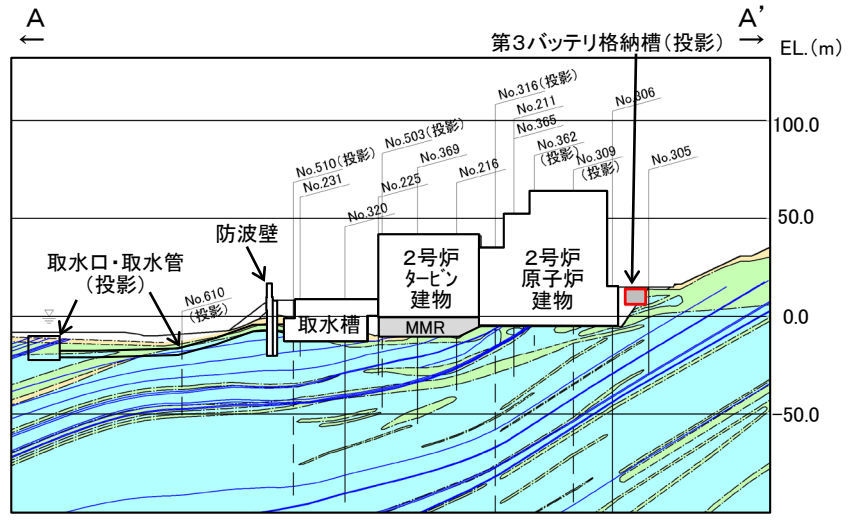 A
←
A’
→
EL.(m)
第3バッテリ格納槽(投影)
No.316(投影)
No.306
No.211
No.503(投影)
No.365
No.510(投影)
No.369
No.362
(投影)
No.231
No.225
No.216
No.309
(投影)
No.305
No.320
100.0
50.0
0.0
-50.0
防波壁
取水口・取水管
(投影)
No.610
(投影)
2号炉
タービン
建物
2号炉
原子炉
建物
取水槽
MMR